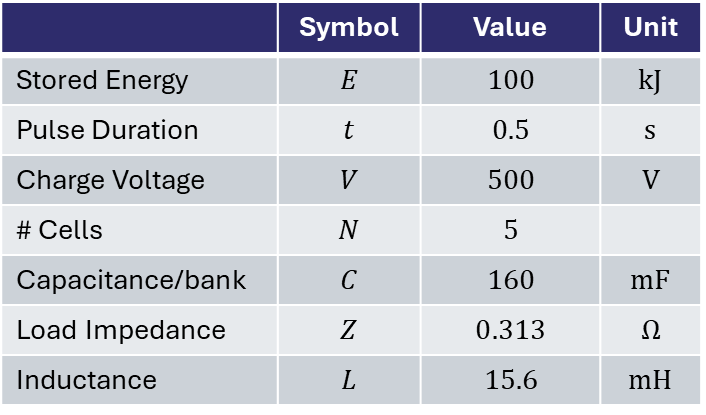 Symbol Value Unit
Stored Energy E 100 kJ
Pulse Duration t 0.5 s
Charge Voltage V 500 V
# Cells N 5
Capacitance/bank C 160 mF
Load Impedance Z 0.313 Ω
Inductance L 15.6 mH